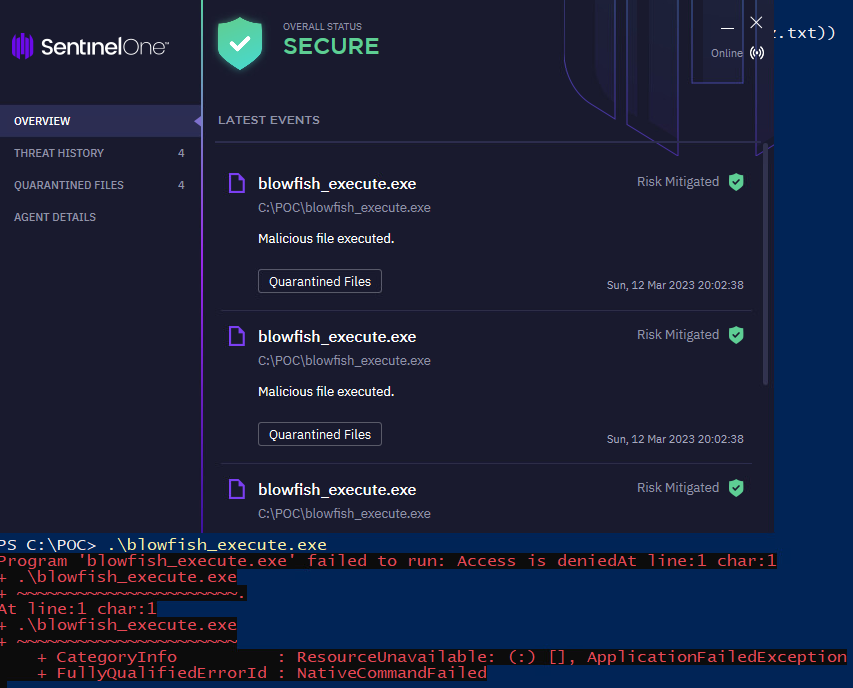 SentinelOne™
OVERALL STATUS
SECURE
z.txt))
Online
OVERVIEW
THREAT HISTORY 4
QUARANTINED FILES 4
AGENT DETAILS
LATEST EVENTS
blowfish_execute.exe Risk Mitigated
C:\POC\blowfish_execute.exe
Malicious file executed.
Quarantined Files
Sun, 12 Mar 2023 20:02:38
blowfish_execute.exe Risk Mitigated
C:\POC\blowfish_execute.exe
Malicious file executed.
Quarantined Files
Sun, 12 Mar 2023 20:02:38
blowfish_execute.exe Risk Mitigated
C:\POC\blowfish_execute.exe
PS C:\POC> .\blowfish_execute.exe
Program 'blowfish_execute.exe' failed to run: Access is deniedAt line:1 char:1
+ .\blowfish_execute.exe
+ ~~~~~~~~~~~~~~~~~~~~~~.
At line:1 char:1
+ .\blowfish_execute.exe
+ ~~~~~~~~~~~~~~~~~~~~~~
+ CategoryInfo : ResourceUnavailable: (:) [], ApplicationFailedException
+ FullyQualifiedErrorId : NativeCommandFailed